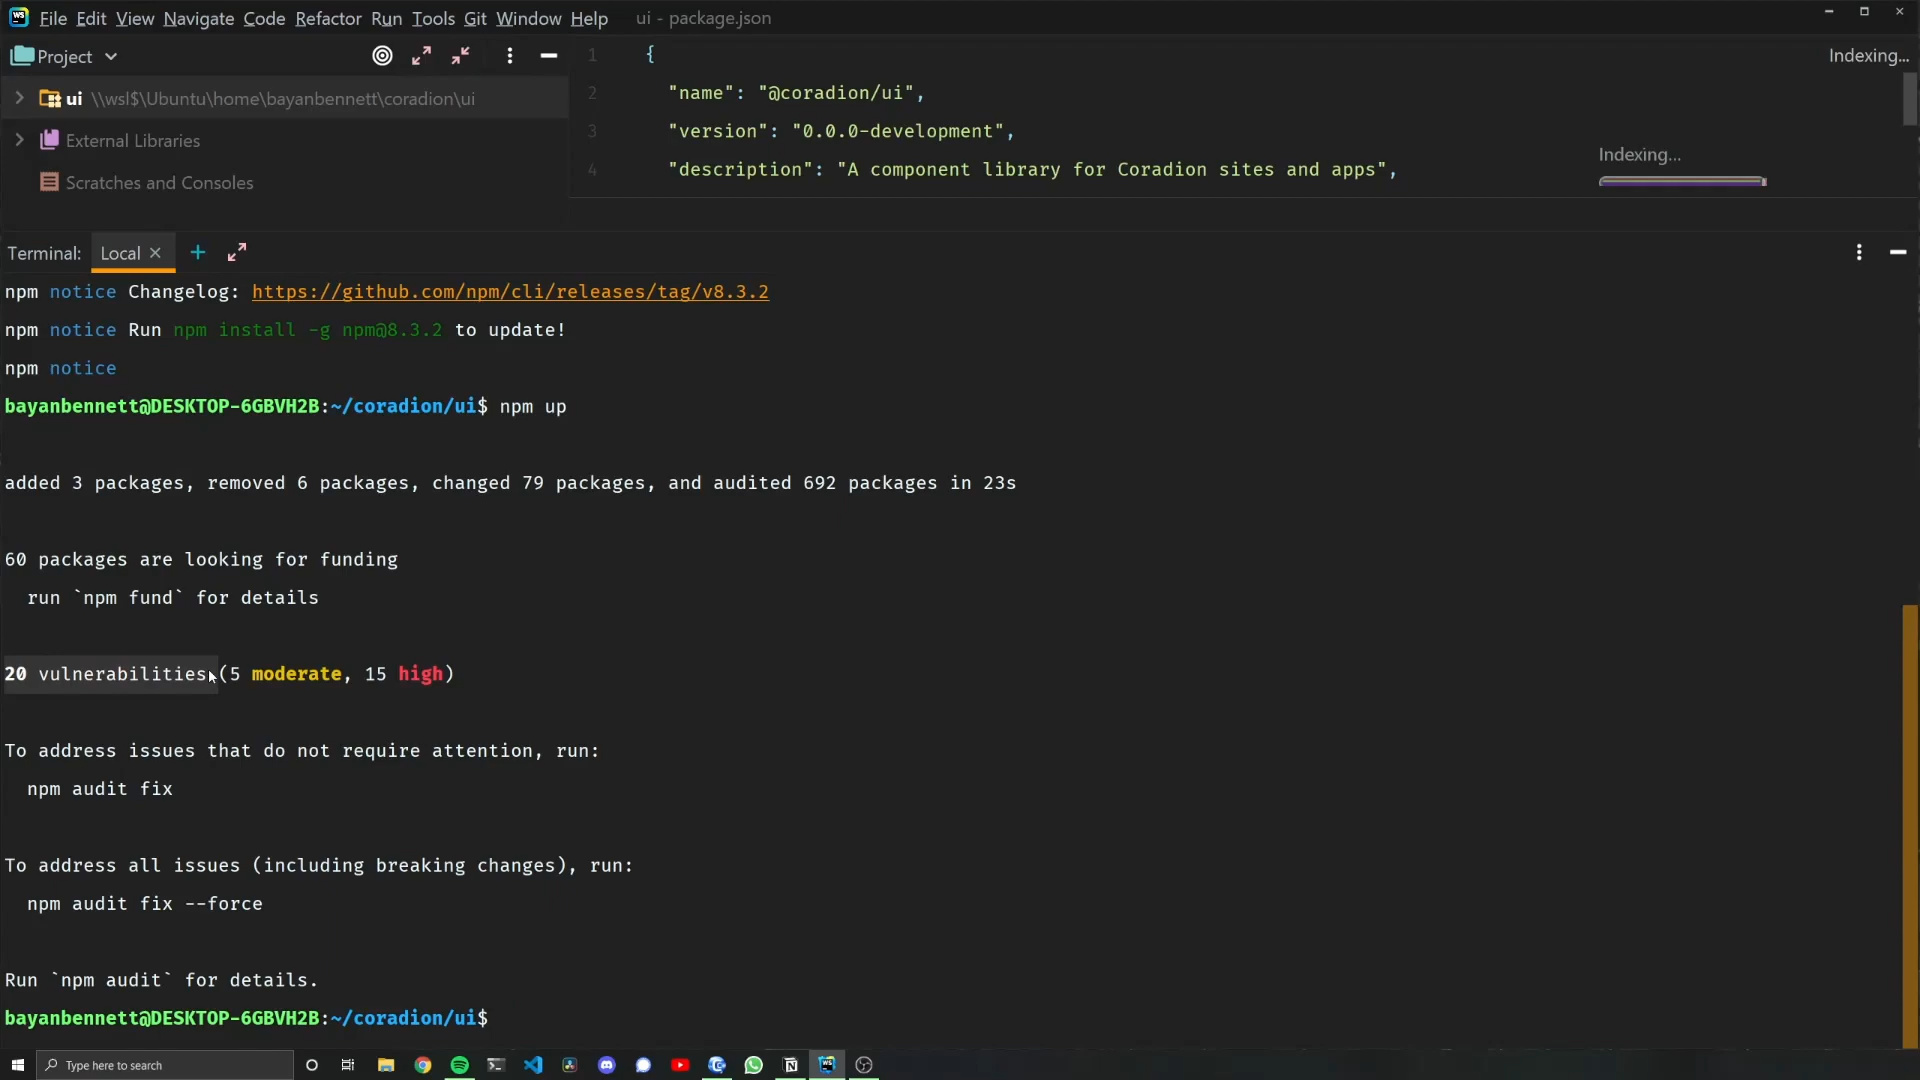 File Edit View Navigate Code Refactor Run Tools Git Window Help ui - package.json
Project
ui \\wsl$\Ubuntu\home\bayanbennett\coradion\ui
External Libraries
Scratches and Consoles
1 {
2 "name": "@coradion/ui",
3 "version": "0.0.0-development",
4 "description": "A component library for Coradion sites and apps",
Indexing...
Indexing...
Terminal: Local
npm notice Changelog: https://github.com/npm/cli/releases/tag/v8.3.2
npm notice Run npm install -g npm@8.3.2 to update!
npm notice
bayanbennett@DESKTOP-6GBVH2B:~/coradion/ui$ npm up
added 3 packages, removed 6 packages, changed 79 packages, and audited 692 packages in 23s
60 packages are looking for funding
run `npm fund` for details
20 vulnerabilities (5 moderate, 15 high)
To address issues that do not require attention, run:
npm audit fix
To address all issues (including breaking changes), run:
npm audit fix --force
Run `npm audit` for details.
bayanbennett@DESKTOP-6GBVH2B:~/coradion/ui$
Type here to search